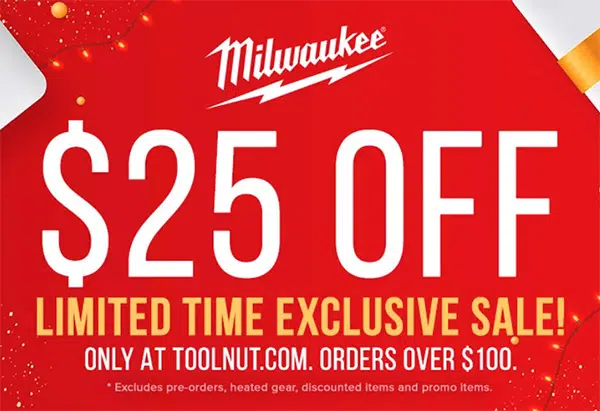 Milwaukee
$25 OFF
LIMITED TIME EXCLUSIVE SALE!
ONLY AT TOOLNUT.COM. ORDERS OVER $100.
* Excludes pre-orders, heated gear, discounted items and promo items.